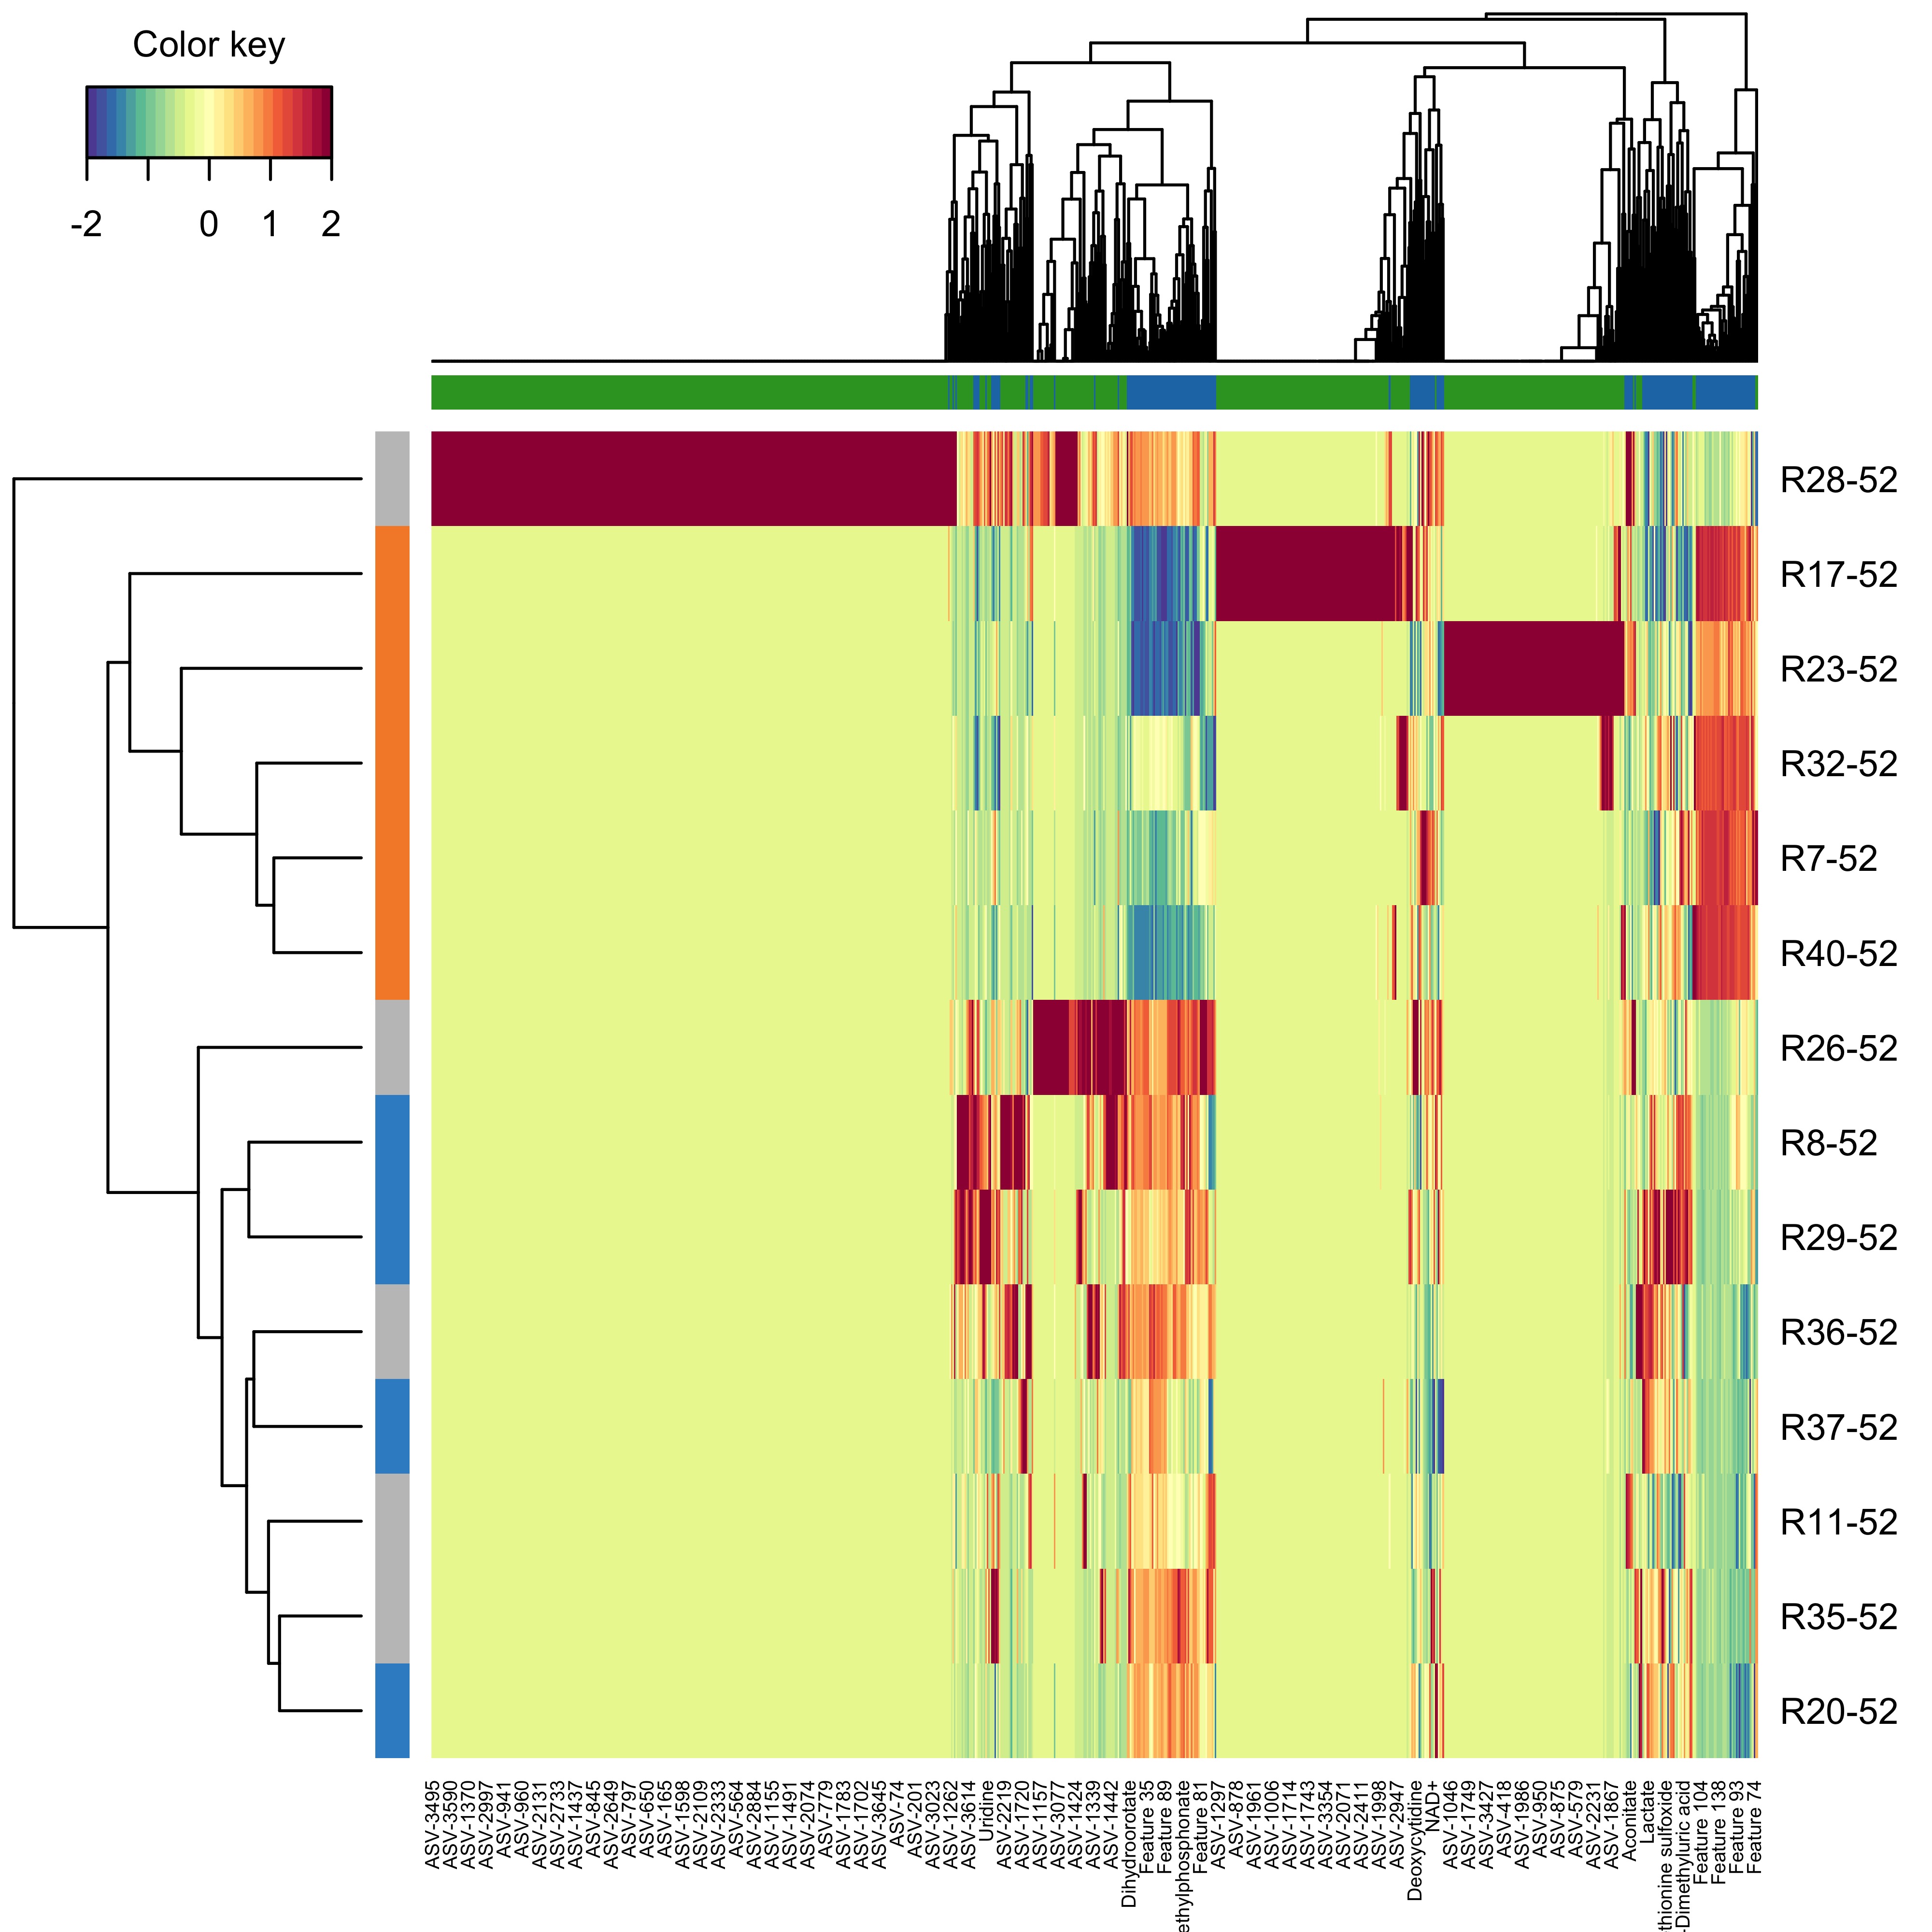 Color key
-2 0 1 2
R28-52
R17-52
R23-52
R32-52
R7-52
R40-52
R26-52
R8-52
R29-52
R36-52
R37-52
R11-52
R35-52
R20-52
ASV-3495
ASV-3590
ASV-1370
ASV-2997
ASV-941
ASV-960
ASV-2131
ASV-2733
ASV-1437
ASV-845
ASV-2649
ASV-797
ASV-650
ASV-165
ASV-1598
ASV-2109
ASV-2333
ASV-564
ASV-2884
ASV-1155
ASV-1491
ASV-2074
ASV-779
ASV-1783
ASV-1702
ASV-3645
ASV-74
ASV-201
ASV-3023
ASV-1262
ASV-3614
Uridine
ASV-2219
ASV-1720
ASV-1157
ASV-3077
ASV-1424
ASV-1339
ASV-1442
Dihydroorotate
Feature 35
Feature 89
ethylphosphonate
Feature 81
ASV-1297
ASV-878
ASV-1961
ASV-1006
ASV-1714
ASV-1743
ASV-3354
ASV-2071
ASV-2411
ASV-1998
ASV-2947
Deoxycytidine
NAD+
ASV-1046
ASV-1749
ASV-3427
ASV-418
ASV-1986
ASV-950
ASV-875
ASV-579
ASV-2231
ASV-1867
Aconitate
Lactate
thionine sulfoxide
-Dimethyluric acid
Feature 104
Feature 138
Feature 93
Feature 74